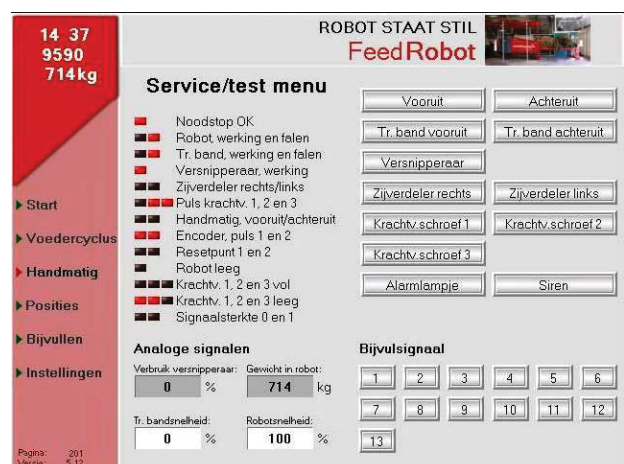 14 37
9590
714kg
ROBOT STAAT STIL
FeedRobot
Start
Voedercyclus
Handmatig
Posities
Bijvullen
Instellingen
Pagina: 201
Versie: 5.12
Service/test menu
Noodstop OK
Robot, werking en falen
Tr. band, werking en falen
Versnipperaar, werking
Zijverdeler rechts/links
Puls krachtv. 1, 2 en 3
Handmatig, vooruit/achteruit
Encoder, puls 1 en 2
Resetpunt 1 en 2
Robot leeg
Krachtv. 1, 2 en 3 vol
Krachtv. 1, 2 en 3 leeg
Signaalsterkte 0 en 1
Vooruit Achteruit
Tr. band vooruit Tr. band achteruit
Versnipperaar
Zijverdeler rechts Zijverdeler links
Krachtv.schroef 1 Krachtv.schroef 2
Krachtv.schroef 3
Alarmlampje Siren
Analoge signalen
Verbruik versnipperaar: Gewicht in robot:
0 % 714 kg
Tr. bandsnelheid: Robotsnelheid:
0 % 100 %
Bijvulsignaal
1 2 3 4 5 6
7 8 9 10 11 12
13